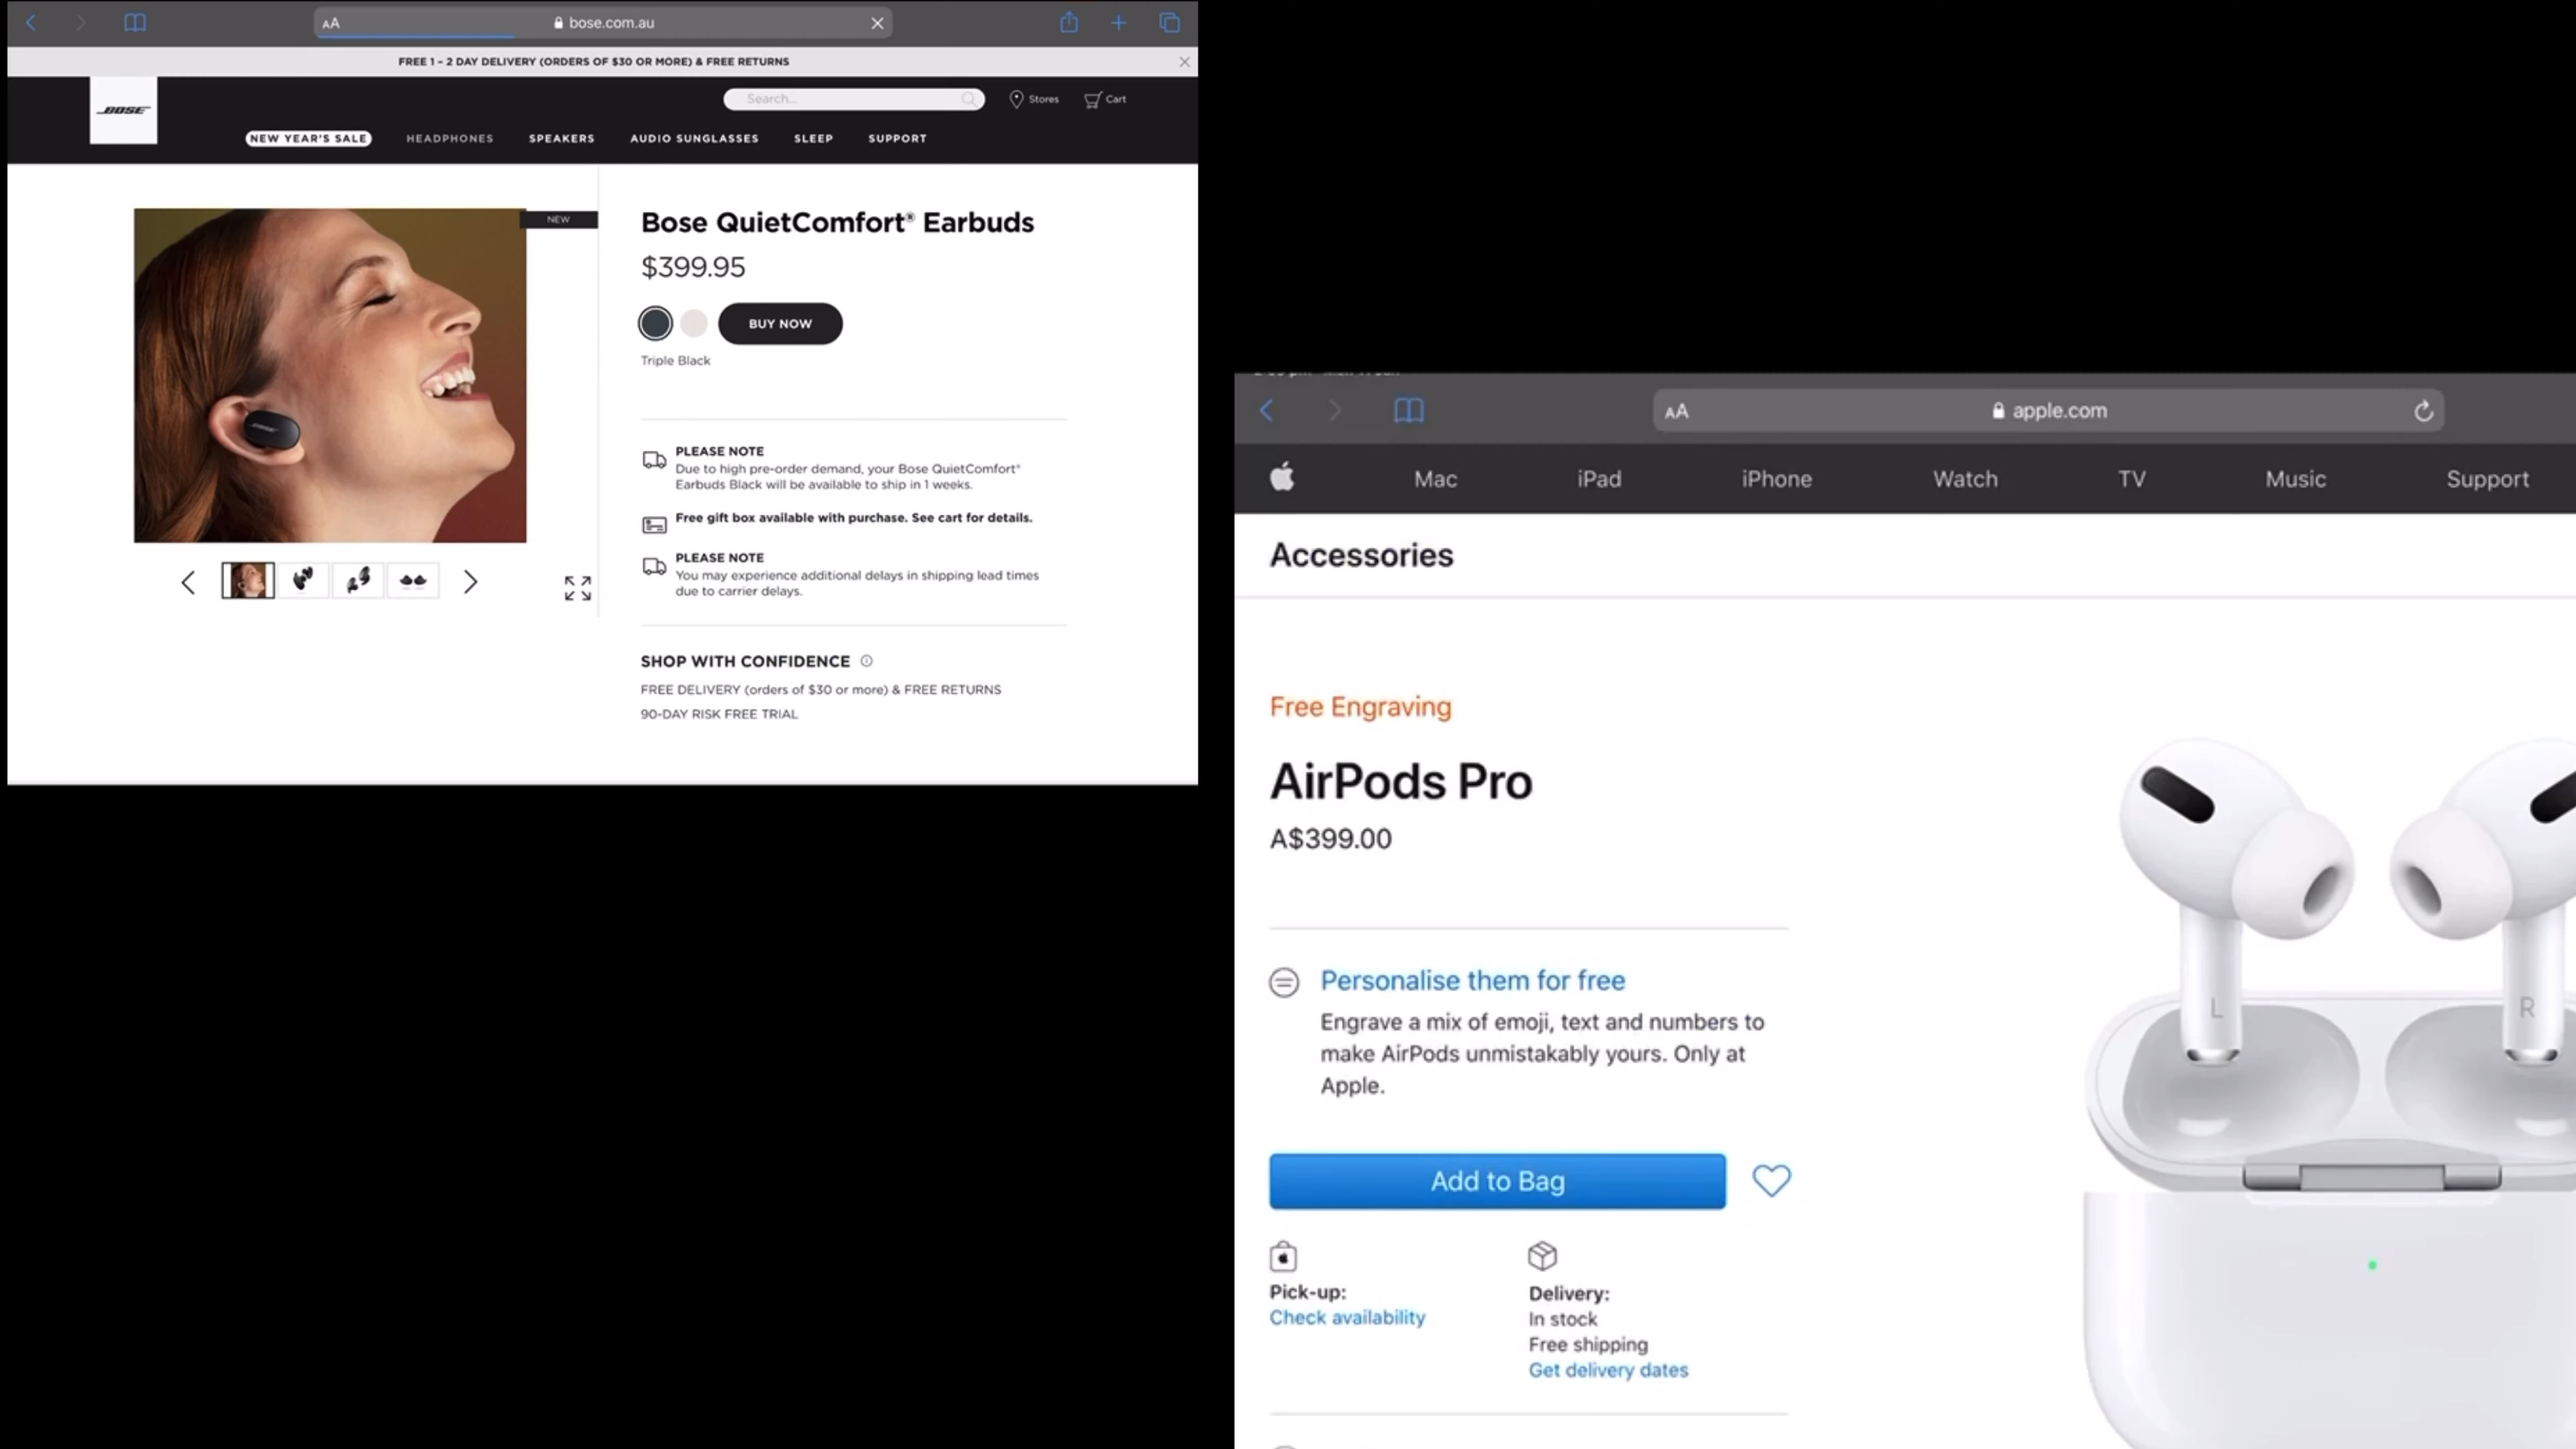 AA
bose.com.au
FREE 1 – 2 DAY DELIVERY (ORDERS OF $30 OR MORE) & FREE RETURNS
BOSE
Search...
Stores
Cart
NEW YEAR'S SALE
HEADPHONES
SPEAKERS
AUDIO SUNGLASSES
SLEEP
SUPPORT
NEW
Bose QuietComfort® Earbuds
$399.95
BUY NOW
Triple Black
PLEASE NOTE
Due to high pre-order demand, your Bose QuietComfort®
Earbuds Black will be available to ship in 1 weeks.
Free gift box available with purchase. See cart for details.
PLEASE NOTE
You may experience additional delays in shipping lead times
due to carrier delays.
SHOP WITH CONFIDENCE
FREE DELIVERY (orders of $30 or more) & FREE RETURNS
90-DAY RISK FREE TRIAL
AA
apple.com
Mac
iPad
iPhone
Watch
TV
Music
Support
Accessories
Free Engraving
AirPods Pro
A$399.00
Personalise them for free
Engrave a mix of emoji, text and numbers to
make AirPods unmistakably yours. Only at
Apple.
Add to Bag
Pick-up:
Check availability
Delivery:
In stock
Free shipping
Get delivery dates
L
R